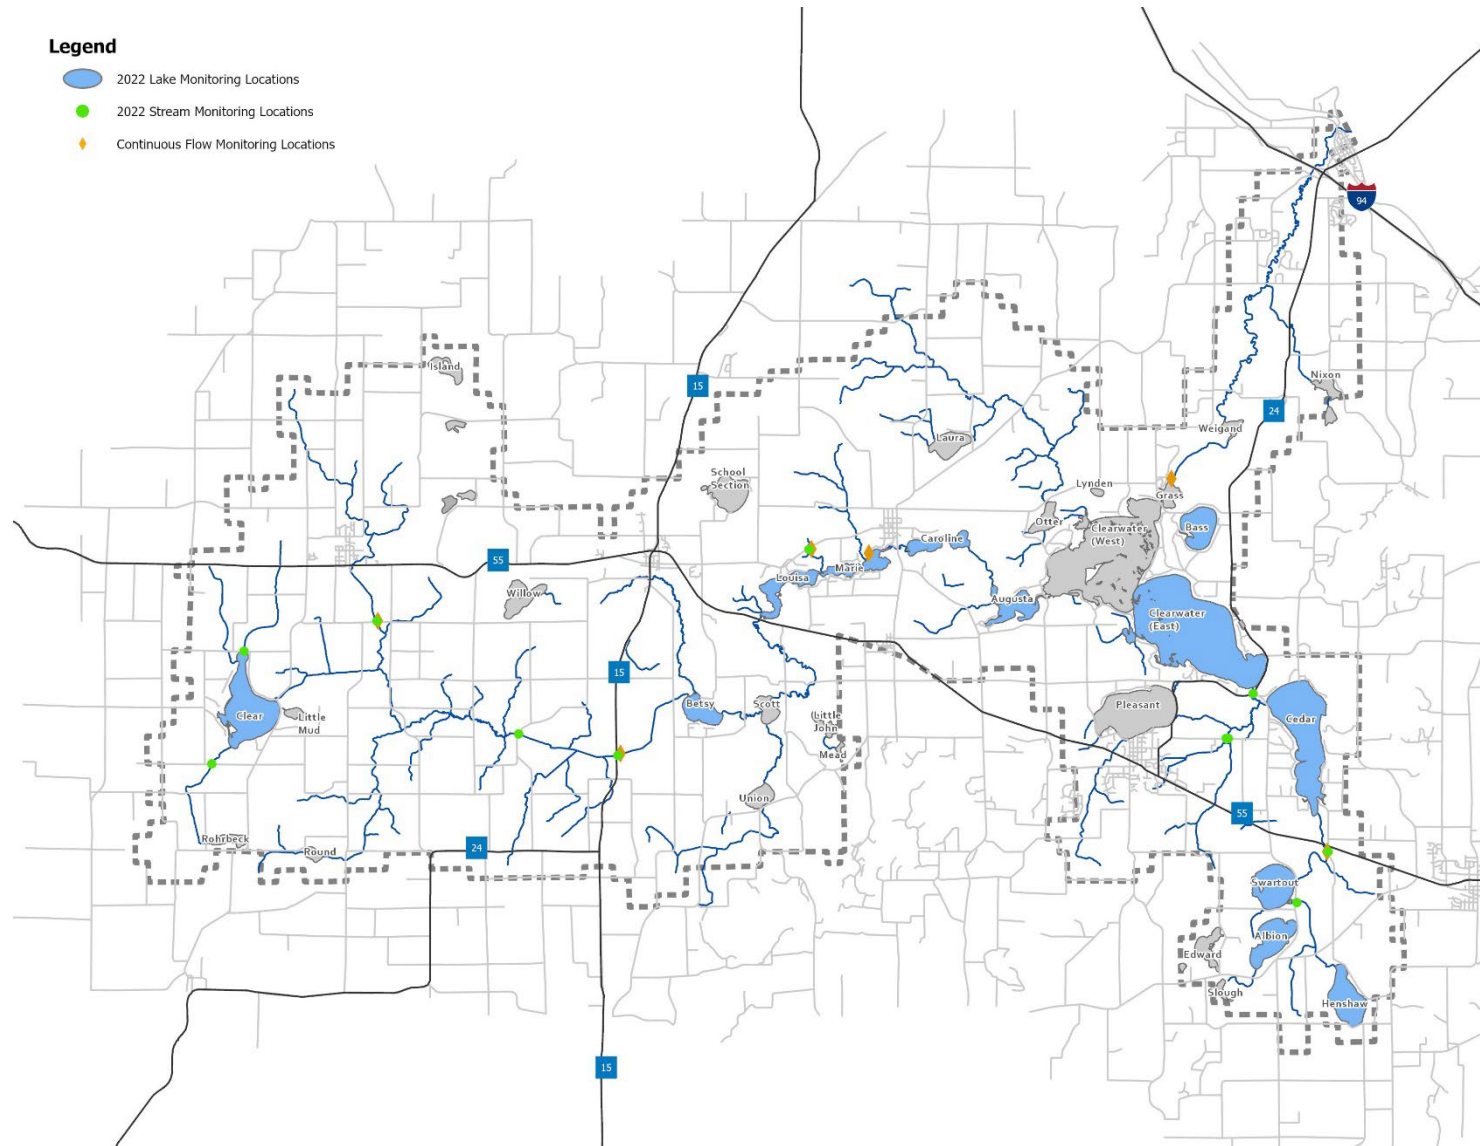 Legend
2022 Lake Monitoring Locations
2022 Stream Monitoring Locations
Continuous Flow Monitoring Locations
94
Island
15
Nixon
24
Weigand
Laura
School
Section
Lynden
Grass
Otter
Clearwater
(West)
Bass
Caroline
55
Marie
Louisa
Willow
Augusta
Clearwater
(East)
15
Clear
Little
Mud
Betsy
Scott
Little
John
Mead
Pleasant
Cedar
Union
55
Rohrbeck
Round
24
Swartout
Albion
Edward
Slough
Henshaw
15